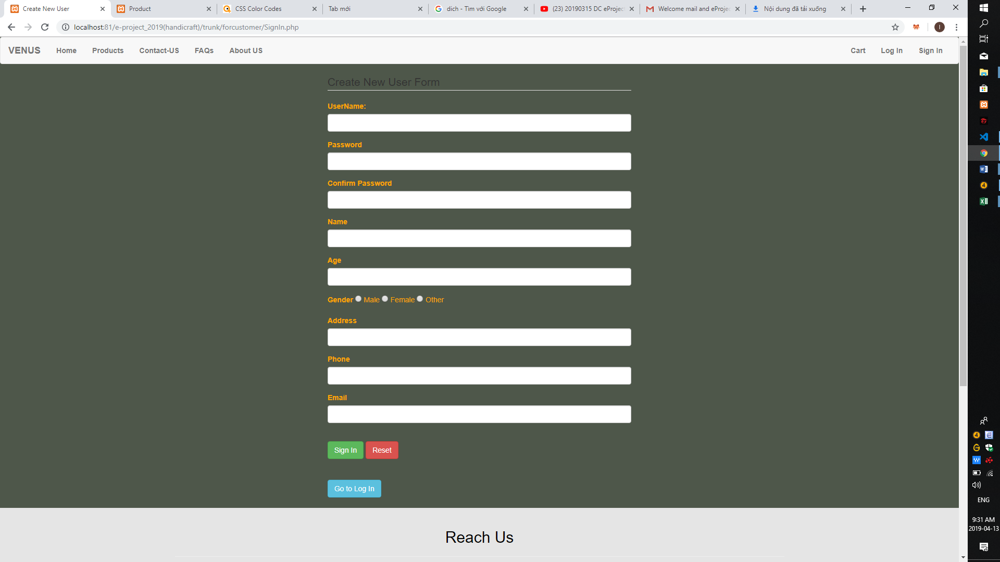 Create New User
Product
CSS Color Codes
Tab mới
dich - Tìm với Google
(23) 20190315 DC eProjec
Welcome mail and eProjec
Nội dung đã tải xuống
localhost:81/e-project_2019(handicraft)/trunk/forcustomer/SignIn.php
VENUS Home Products Contact-US FAQs About US Cart Log In Sign In
Create New User Form
UserName:
Password
Confirm Password
Name
Age
Gender Male Female Other
Address
Phone
Email
Sign In Reset
Go to Log In
Reach Us
ENG
9:31 AM
2019-04-13